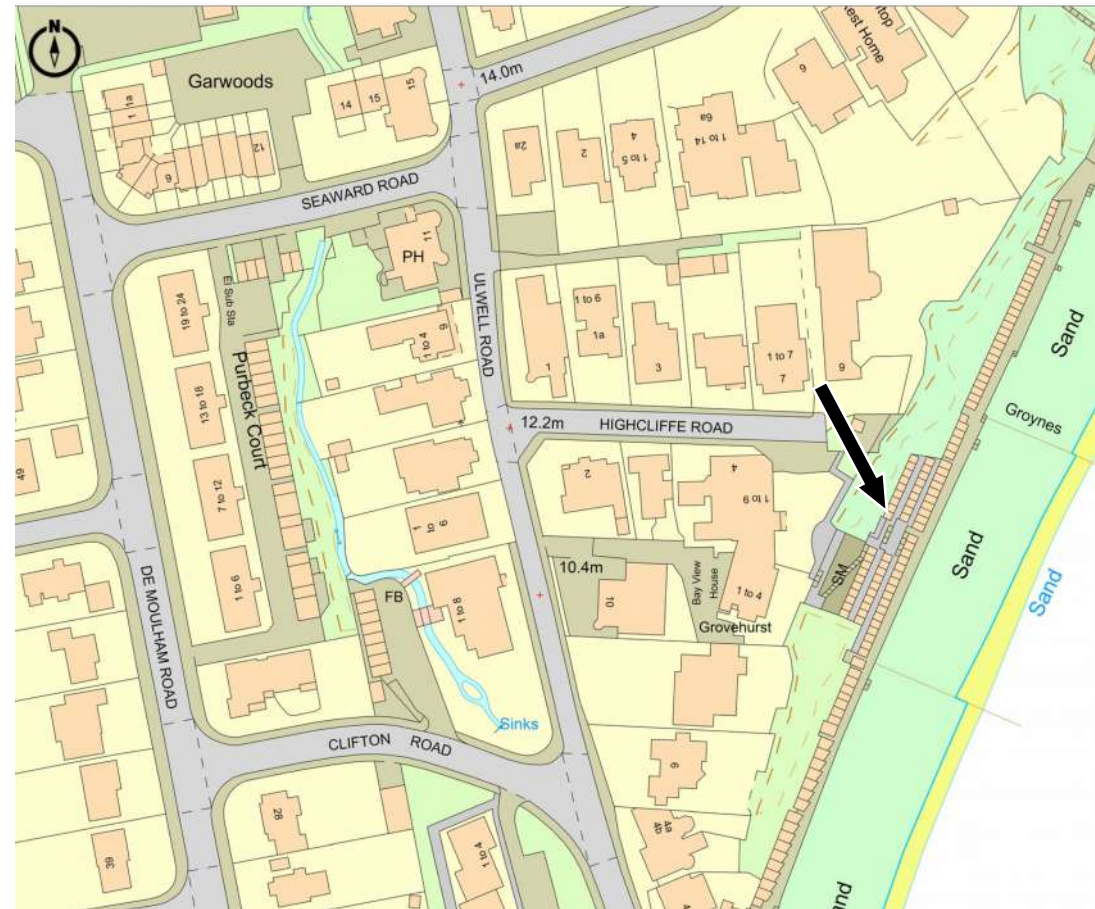 N
Garwoods
1a
1
6
12
14
15
15
14.0m
SEAWARD ROAD
2a
2
4
1 to 5
6a
1 to 14
9
Rest Home
PH
11
El Sub Sta
19 to 24
Purbeck Court
13 to 18
7 to 12
1 to 6
49
39
DE MOULHAM ROAD
ULWELL ROAD
9
1 to 4
1 to 6
1a
1
3
1 to 7
7
9
12.2m
HIGHCLIFFE ROAD
Groynes
Sand
Sand
Sand
2
4
1 to 9
1 to 4
10.4m
10
Bay View
House
Grovehurst
SM
FB
1 to 8
Sinks
CLIFTON ROAD
28
1 to 4
6
4a
4b